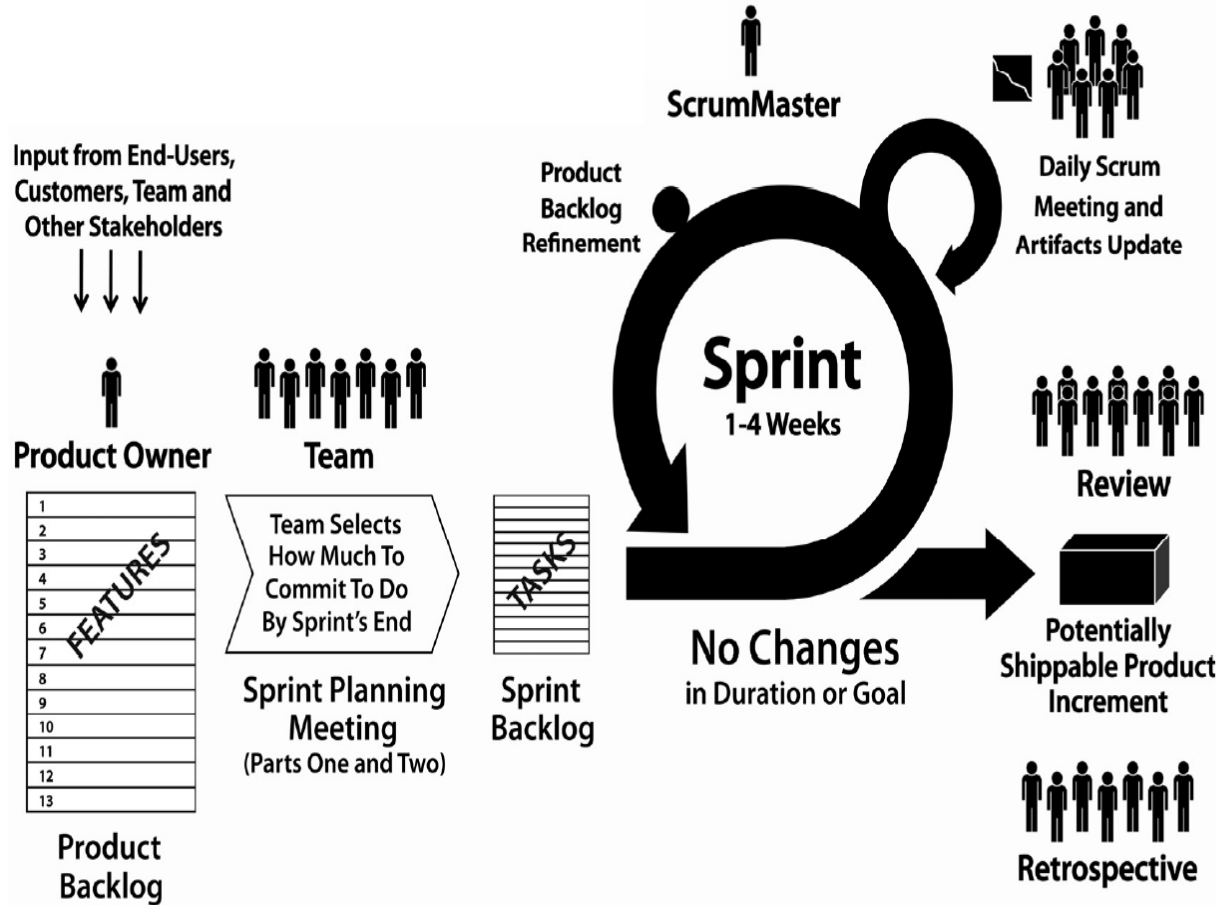 ScrumMaster
Input from End-Users,
Customers, Team and
Other Stakeholders
Product
Backlog
Refinement
Daily Scrum
Meeting and
Artifacts Update
Sprint
1-4 Weeks
Product Owner
Team
Review
1
2
3
4
5
6
7
8
9
10
11
12
13
FEATURES
Team Selects
How Much To
Commit To Do
By Sprint's End
TASKS
No Changes
in Duration or Goal
Potentially
Shippable Product
Increment
Sprint Planning
Meeting
(Parts One and Two)
Sprint
Backlog
Product
Backlog
Retrospective